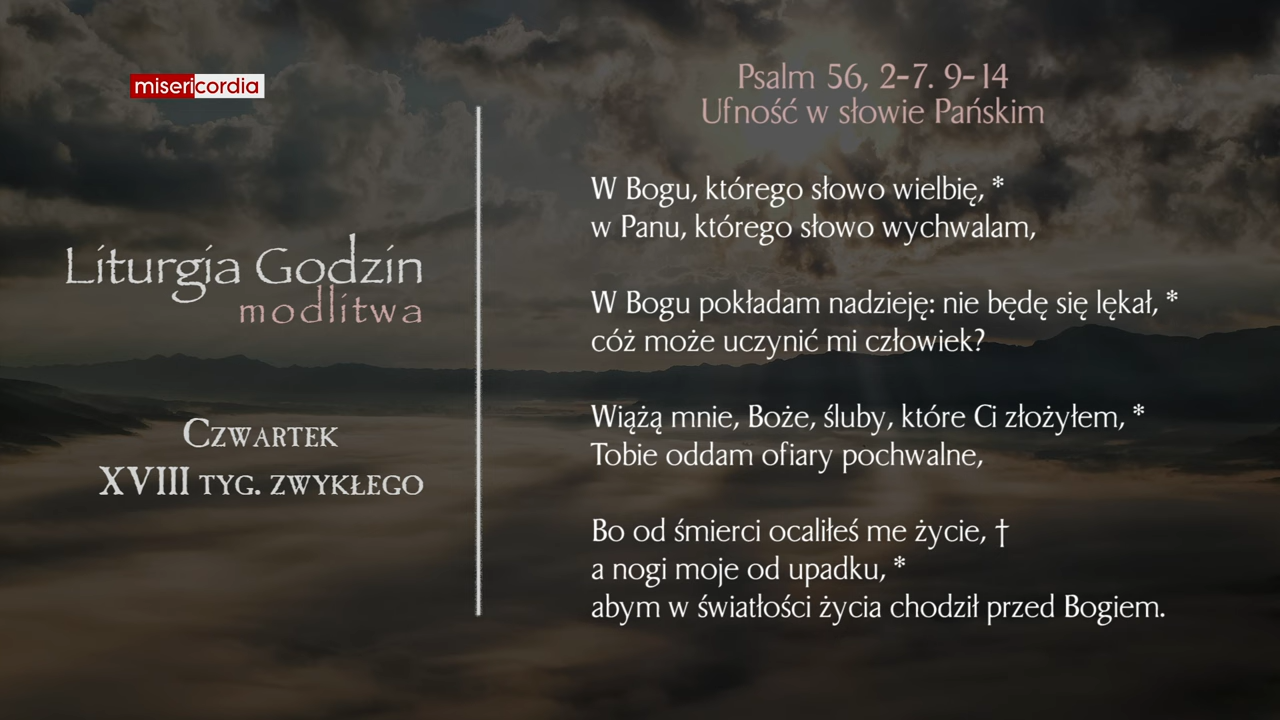 misericordia
Liturgia Godzin
modlitwa
Czwartek
XVIII tyg. zwykłego
Psalm 56, 2-7. 9-14
Ufność w słowie Pańskim
W Bogu, którego słowo wielbię, *
w Panu, którego słowo wychwalam,
W Bogu pokładam nadzieję: nie będę się lękał, *
cóż może uczynić mi człowiek?
Wiążą mnie, Boże, śluby, które Ci złożyłem, *
Tobie oddam ofiary pochwalne,
Bo od śmierci ocaliłeś me życie, †
a nogi moje od upadku, *
abym w światłości życia chodził przed Bogiem.